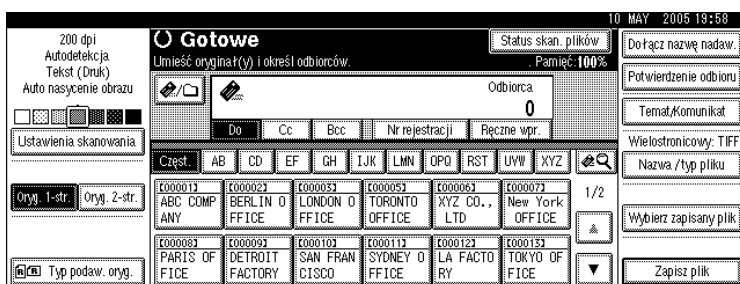 10 MAY 2005 19:58
200 dpi
Autodetekcja
Tekst (Druk)
Auto nasycenie obrazu
Ustawienia skanowania
Oryg. 1-str. Oryg. 2-str.
Typ podaw. oryg.
Gotowe
Status skan. plików
Umieść oryginał(y) i określ odbiorców.
. Pamięć:100%
Odbiorca
0
Do Cc Bcc Nr rejestracji Ręczne wpr.
Częst. AB CD EF GH IJK LMN OPQ RST UVW XYZ
[00001] [00002] [00003] [00005] [00006] [00007]
ABC COMP BERLIN O LONDON O TORONTO XYZ CO., New York
ANY FFICE FFICE OFFICE LTD OFFICE
1/2
[00008] [00009] [00010] [00011] [00012] [00013]
PARIS OF DETROIT SAN FRAN SYDNEY O LA FACTO TOKYO OF
FICE FACTORY CISCO FFICE RY FICE
Dołącz nazwę nadaw.
Potwierdzenie odbioru
Temat/Komunikat
Wielostronicowy: TIFF
Nazwa /typ pliku
Wybierz zapisany plik
Zapisz plik